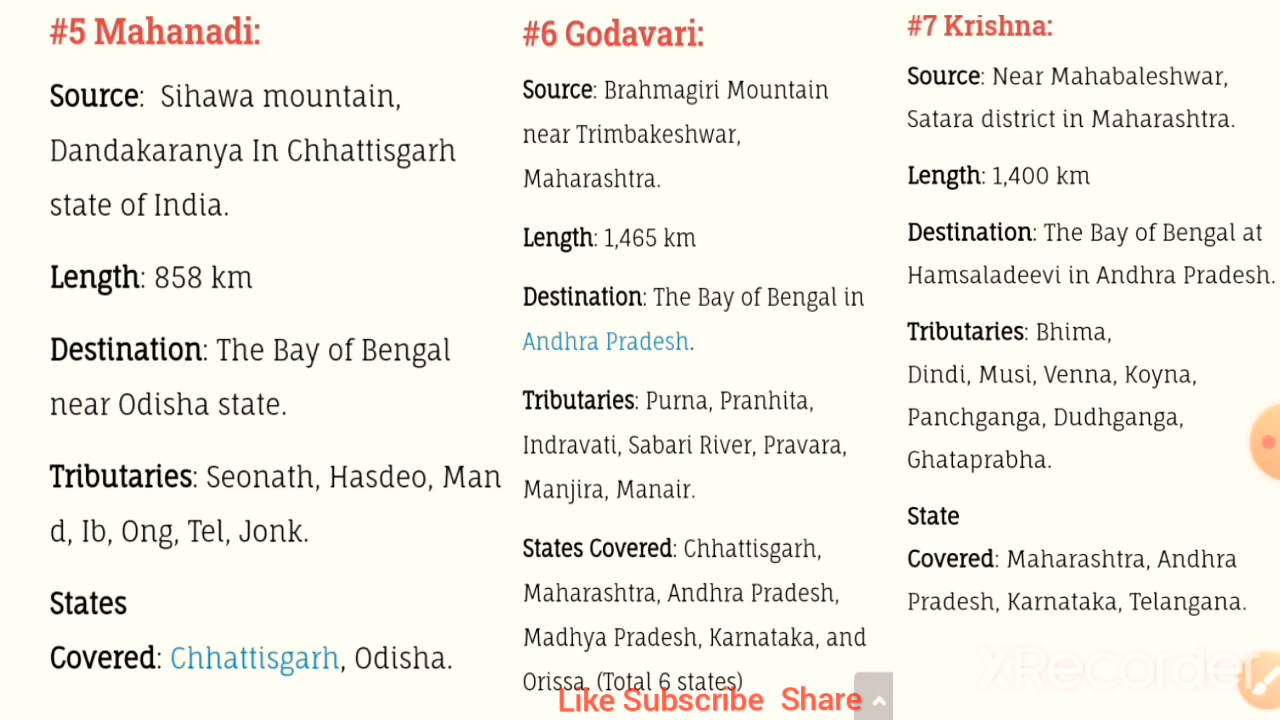 #5 Mahanadi:
Source: Sihawa mountain,
Dandakaranya In Chhattisgarh
state of India.
Length: 858 km
Destination: The Bay of Bengal
near Odisha state.
Tributaries: Seonath, Hasdeo, Man
d, Ib, Ong, Tel, Jonk.
States
Covered: Chhattisgarh, Odisha.
#6 Godavari:
Source: Brahmagiri Mountain
near Trimbakeshwar,
Maharashtra.
Length: 1,465 km
Destination: The Bay of Bengal in
Andhra Pradesh.
Tributaries: Purna, Pranhita,
Indravati, Sabari River, Pravara,
Manjira, Manair.
States Covered: Chhattisgarh,
Maharashtra, Andhra Pradesh,
Madhya Pradesh, Karnataka, and
Orissa. (Total 6 states)
#7 Krishna:
Source: Near Mahabaleshwar,
Satara district in Maharashtra.
Length: 1,400 km
Destination: The Bay of Bengal at
Hamsaladeevi in Andhra Pradesh.
Tributaries: Bhima,
Dindi, Musi, Venna, Koyna,
Panchganga, Dudhganga,
Ghataprabha.
State
Covered: Maharashtra, Andhra
Pradesh, Karnataka, Telangana.
XRecorder
Like Subscribe Share